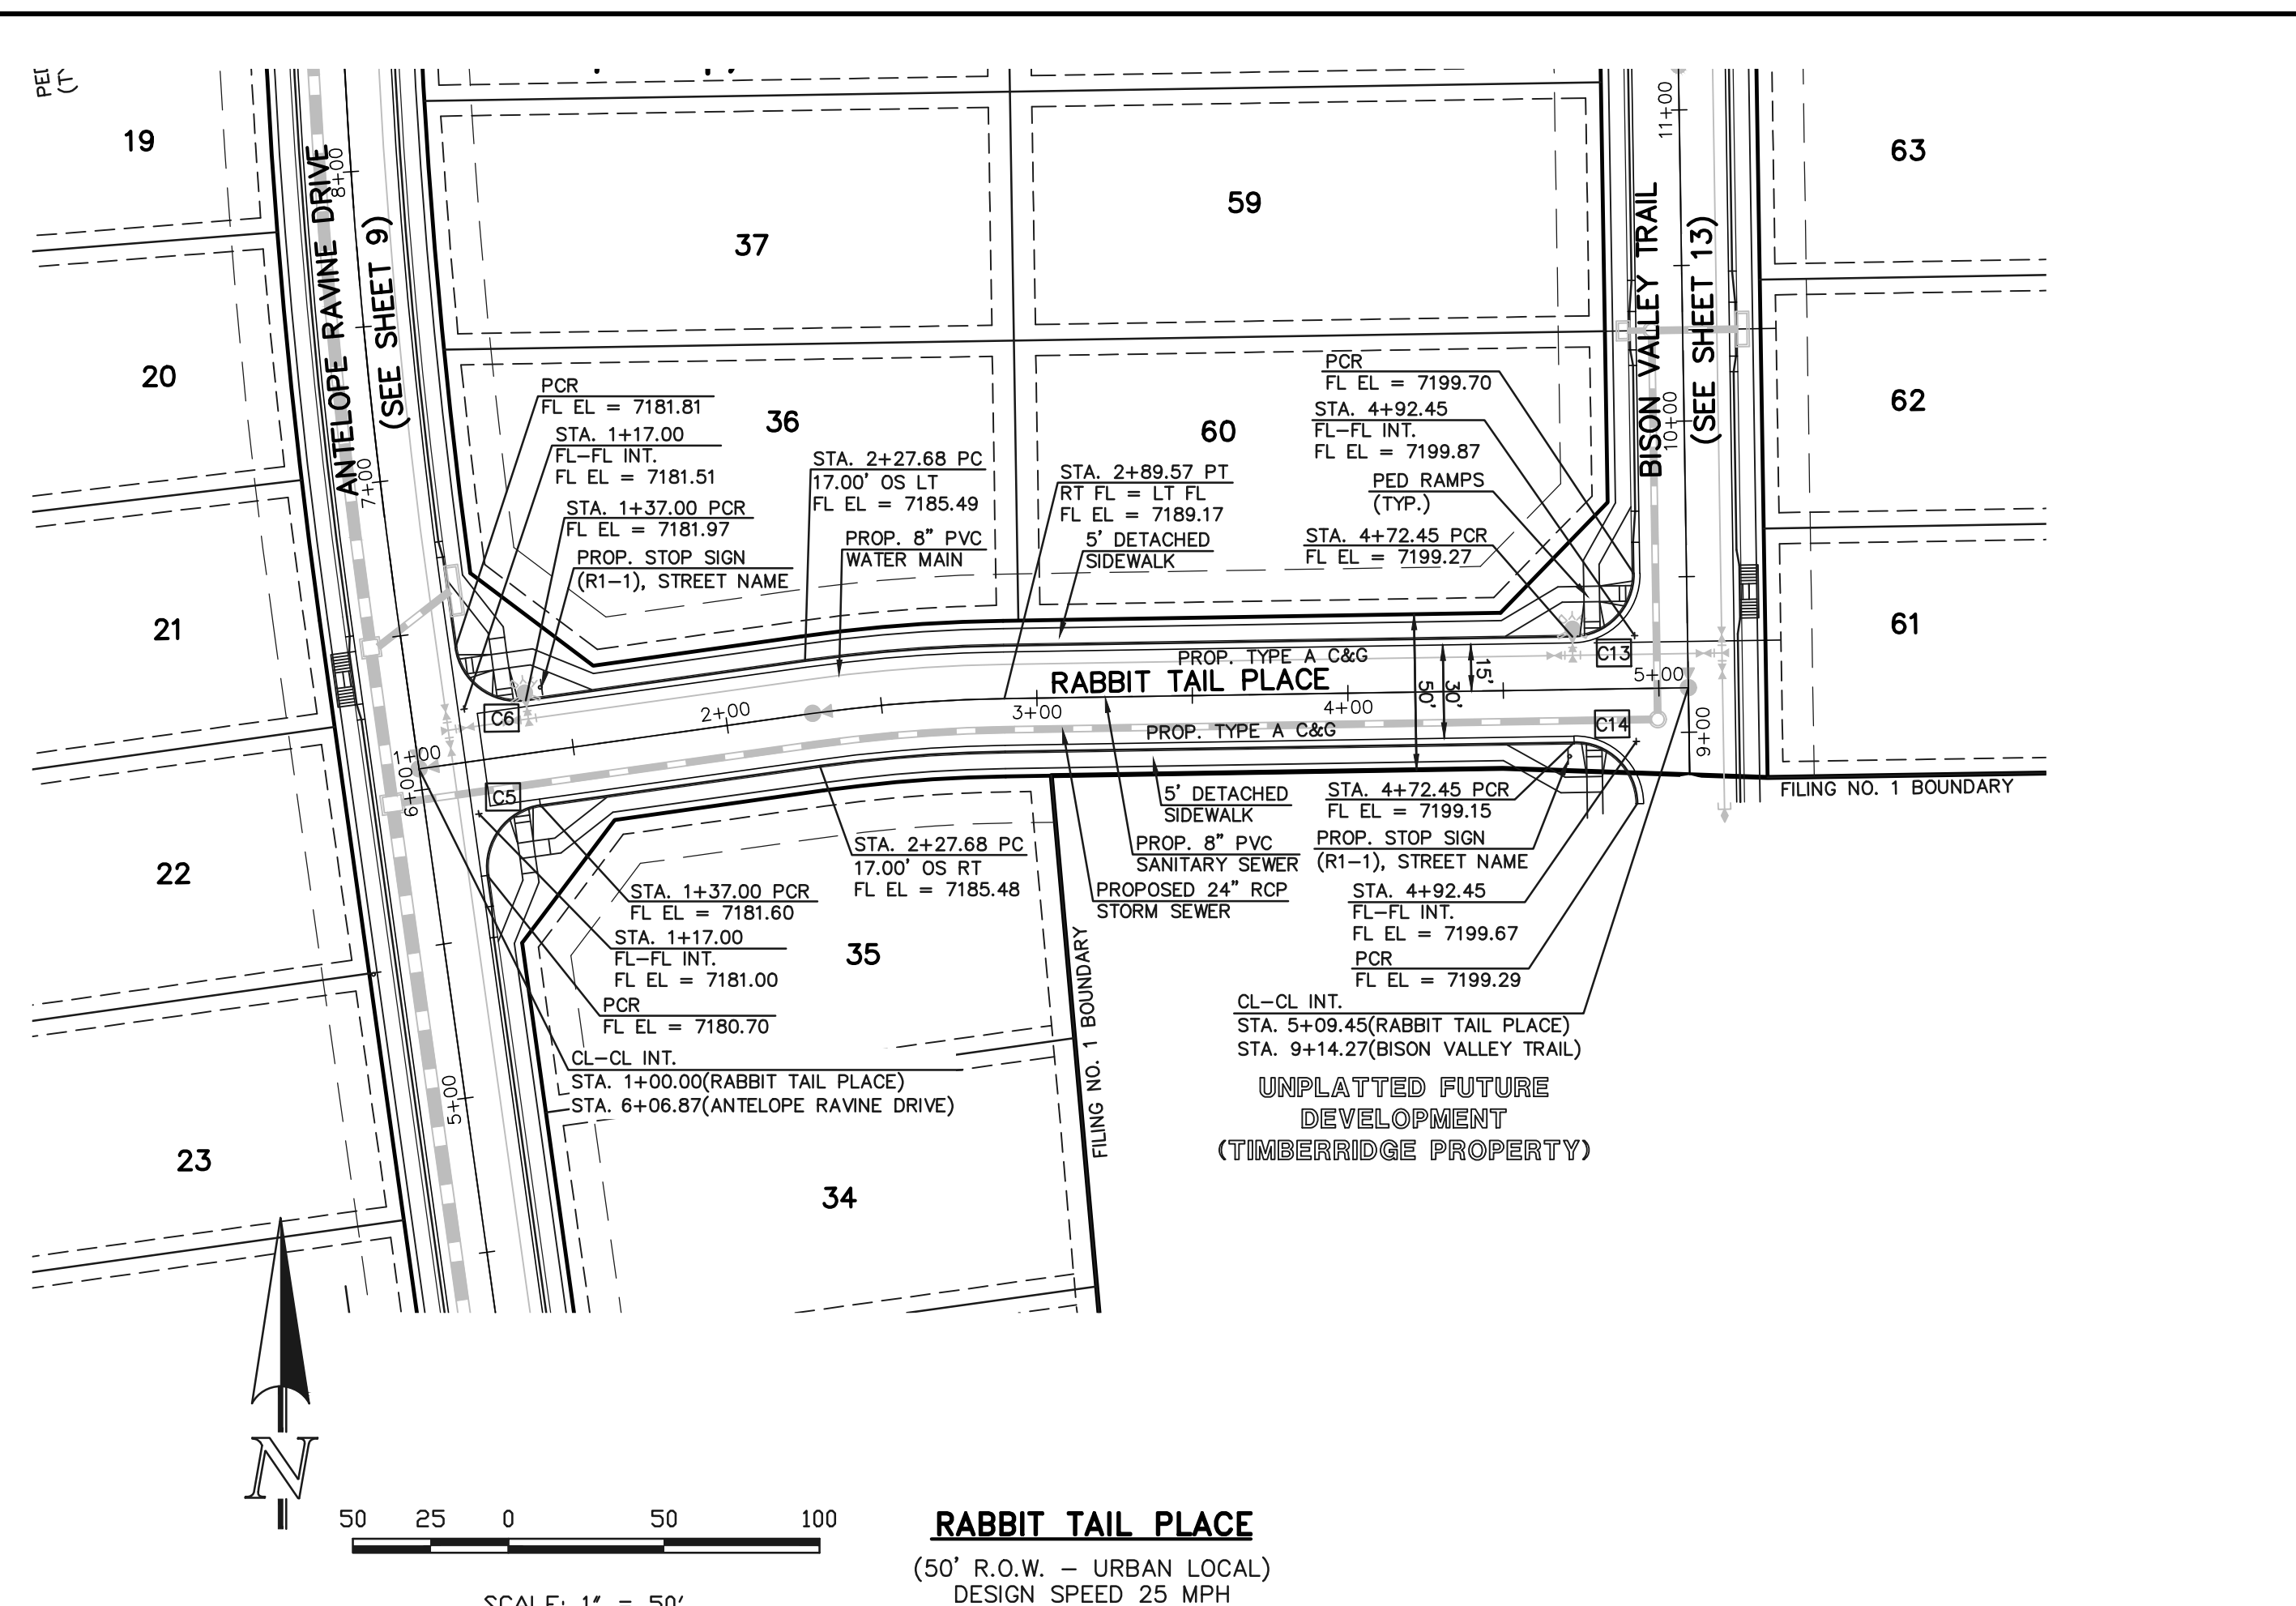 19
20
21
22
23
ANTELOPE RAVINE DRIVE
(SEE SHEET 9)
8+00
7+00
6+00
5+00
37
59
36
60
63
62
61
BISON VALLEY TRAIL
(SEE SHEET 13)
11+00
10+00
9+00
PCR
FL EL = 7181.81
STA. 1+17.00
FL-FL INT.
FL EL = 7181.51
STA. 1+37.00 PCR
FL EL = 7181.97
PROP. STOP SIGN
(R1-1), STREET NAME
STA. 2+27.68 PC
17.00' OS LT
FL EL = 7185.49
PROP. 8" PVC
WATER MAIN
STA. 2+89.57 PT
RT FL = LT FL
FL EL = 7189.17
5' DETACHED
SIDEWALK
PCR
FL EL = 7199.70
STA. 4+92.45
FL-FL INT.
FL EL = 7199.87
PED RAMPS
(TYP.)
STA. 4+72.45 PCR
FL EL = 7199.27
C6
C13
PROP. TYPE A C&G
RABBIT TAIL PLACE
15'
30'
50'
1+00
2+00
3+00
4+00
5+00
PROP. TYPE A C&G
C14
C5
FILING NO. 1 BOUNDARY
STA. 2+27.68 PC
17.00' OS RT
FL EL = 7185.48
5' DETACHED
SIDEWALK
PROP. 8" PVC
SANITARY SEWER
PROPOSED 24" RCP
STORM SEWER
STA. 4+72.45 PCR
FL EL = 7199.15
PROP. STOP SIGN
(R1-1), STREET NAME
STA. 4+92.45
FL-FL INT.
FL EL = 7199.67
PCR
FL EL = 7199.29
CL-CL INT.
STA. 5+09.45(RABBIT TAIL PLACE)
STA. 9+14.27(BISON VALLEY TRAIL)
STA. 1+37.00 PCR
FL EL = 7181.60
STA. 1+17.00
FL-FL INT.
FL EL = 7181.00
PCR
FL EL = 7180.70
CL-CL INT.
STA. 1+00.00(RABBIT TAIL PLACE)
STA. 6+06.87(ANTELOPE RAVINE DRIVE)
35
34
FILING NO. 1 BOUNDARY
UNPLATTED FUTURE
DEVELOPMENT
(TIMBERRIDGE PROPERTY)
N
50 25 0 50 100
SCALE: 1" = 50'
RABBIT TAIL PLACE
(50' R.O.W. - URBAN LOCAL)
DESIGN SPEED 25 MPH